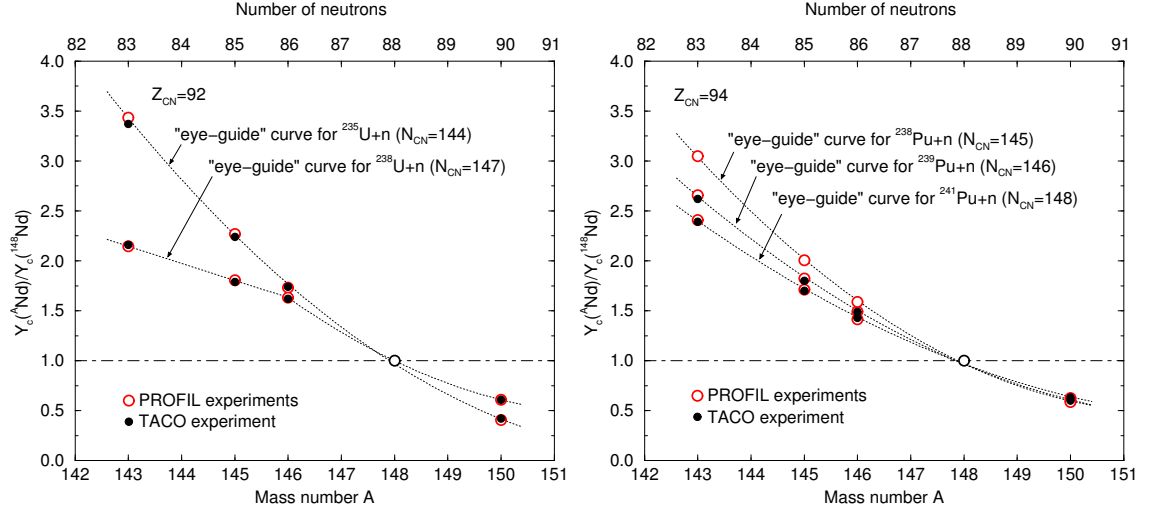 Number of neutrons
82 83 84 85 86 87 88 89 90 91
4.0
3.5
3.0
2.5
2.0
1.5
1.0
0.5
0.0
Y_C(^ANd)/Y_C(^148Nd)
Z_CN=92
"eye−guide" curve for ^235U+n (N_CN=144)
"eye−guide" curve for ^238U+n (N_CN=147)
PROFIL experiments
TACO experiment
142 143 144 145 146 147 148 149 150 151
Mass number A
Number of neutrons
82 83 84 85 86 87 88 89 90 91
4.0
3.5
3.0
2.5
2.0
1.5
1.0
0.5
0.0
Y_C(^ANd)/Y_C(^148Nd)
Z_CN=94
"eye−guide" curve for ^238Pu+n (N_CN=145)
"eye−guide" curve for ^239Pu+n (N_CN=146)
"eye−guide" curve for ^241Pu+n (N_CN=148)
PROFIL experiments
TACO experiment
142 143 144 145 146 147 148 149 150 151
Mass number A